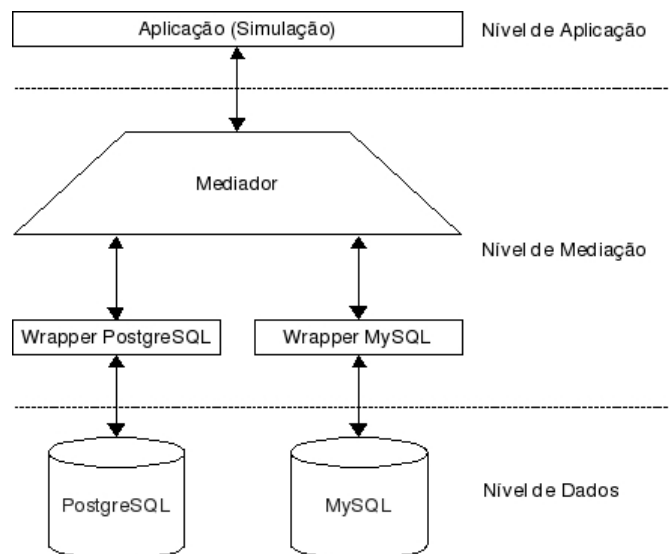 Aplicação (Simulação)
Nível de Aplicação
Mediador
Nível de Mediação
Wrapper PostgreSQL
Wrapper MySQL
PostgreSQL
MySQL
Nível de Dados